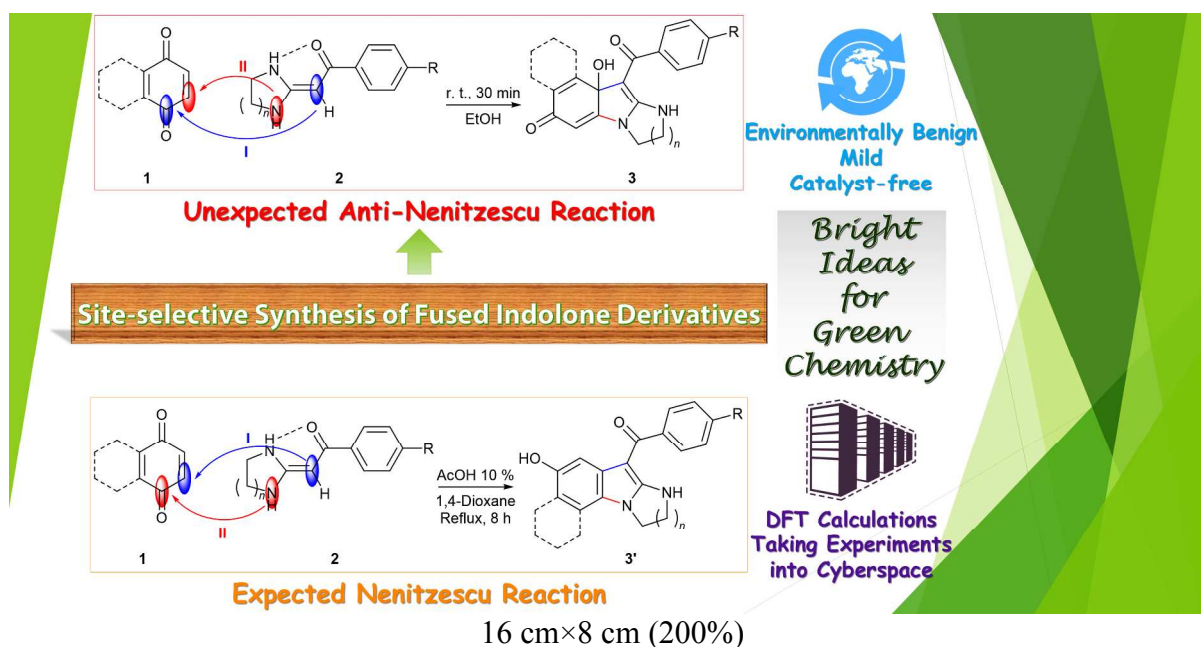 O
H
O
R
N
II
( )n
N
H
H
O
I
1
2
r. t., 30 min
EtOH
O
R
OH
NH
O
N
( )n
3
Unexpected Anti-Nenitzescu Reaction
Environmentally Benign
Mild
Catalyst-free
Site-selective Synthesis of Fused Indolone Derivatives
Bright
Ideas
for
Green
Chemistry
O
H
O
R
N
I
( )n
N
H
H
O
II
1
2
AcOH 10 %
1,4-Dioxane
Reflux, 8 h
O
R
HO
NH
N
( )n
3'
Expected Nenitzescu Reaction
DFT Calculations
Taking Experiments
into Cyberspace
16 cm×8 cm (200%)